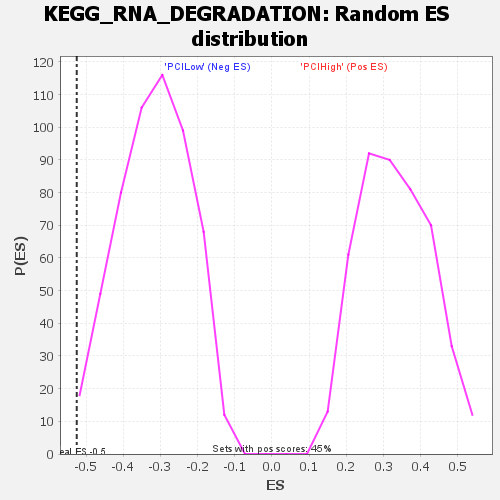 KEGG_RNA_DEGRADATION: Random ES
distribution
'PCILow' (Neg ES)
'PCIHigh' (Pos ES)
120
110
100
90
80
70
60
50
40
30
20
10
0
P(ES)
eal ES -0.5
Sets with pos scores: 45%
-0.5 -0.4 -0.3 -0.2 -0.1 0.0 0.1 0.2 0.3 0.4 0.5
ES